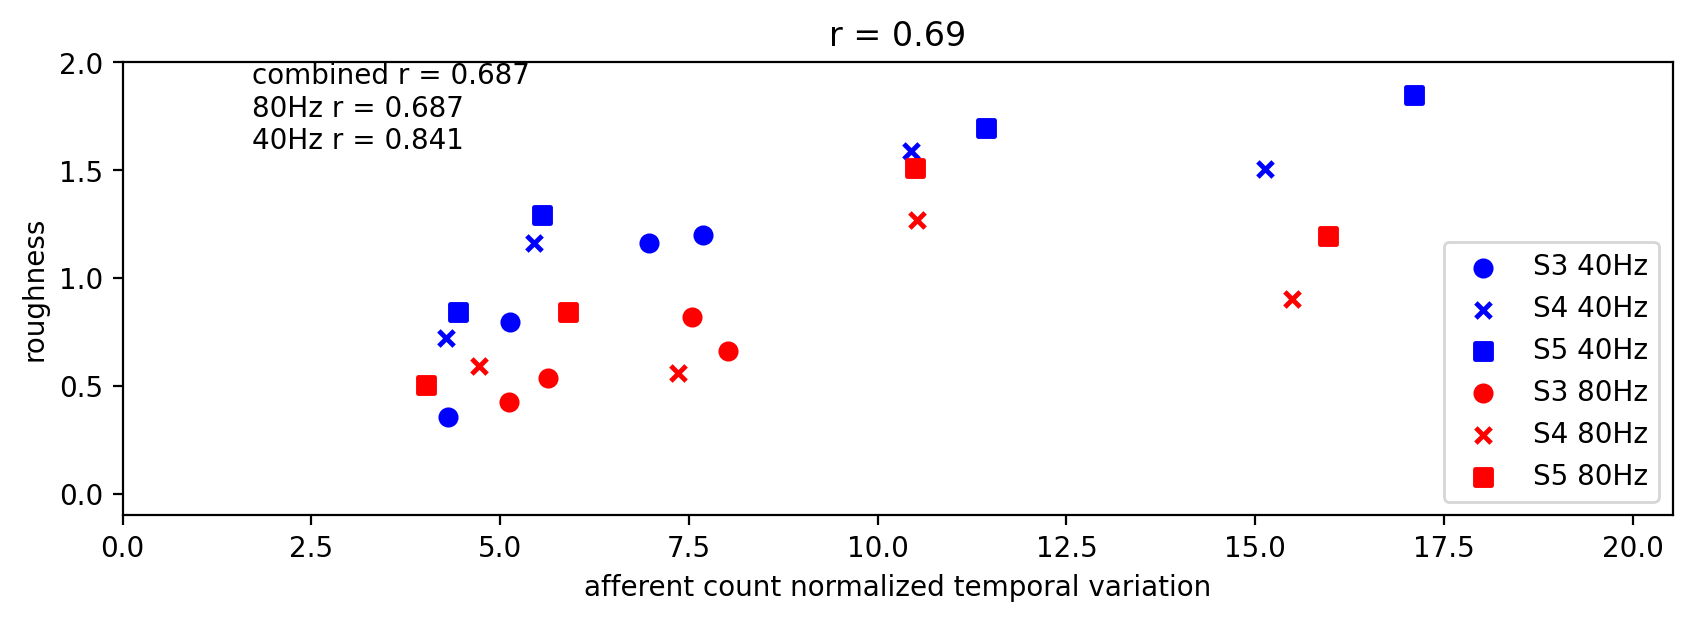 r = 0.69
combined r = 0.687
80Hz r = 0.687
40Hz r = 0.841
roughness
2.0
1.5
1.0
0.5
0.0
S3 40Hz
S4 40Hz
S5 40Hz
S3 80Hz
S4 80Hz
S5 80Hz
0.0 2.5 5.0 7.5 10.0 12.5 15.0 17.5 20.0
afferent count normalized temporal variation